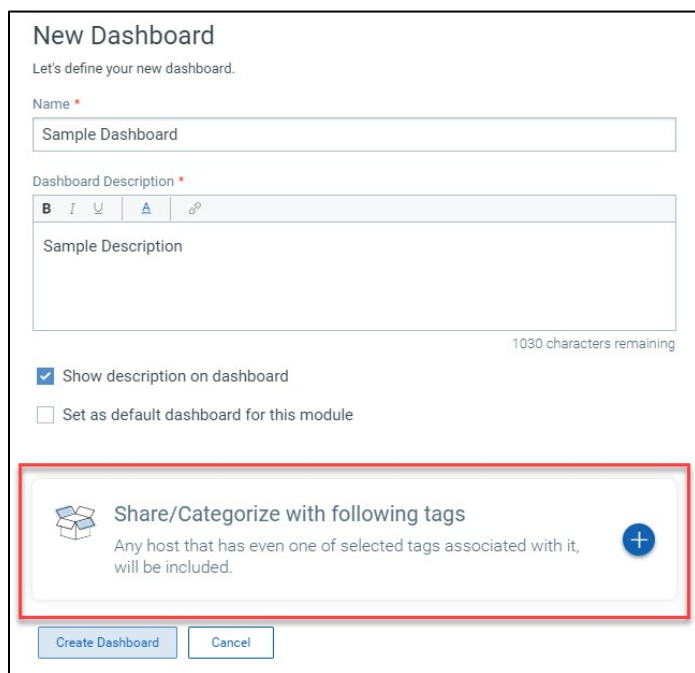 New Dashboard
Let's define your new dashboard.
Name *
Sample Dashboard
Dashboard Description *
B I U A
Sample Description
1030 characters remaining
Show description on dashboard
Set as default dashboard for this module
Share/Categorize with following tags
Any host that has even one of selected tags associated with it,
will be included.
Create Dashboard Cancel